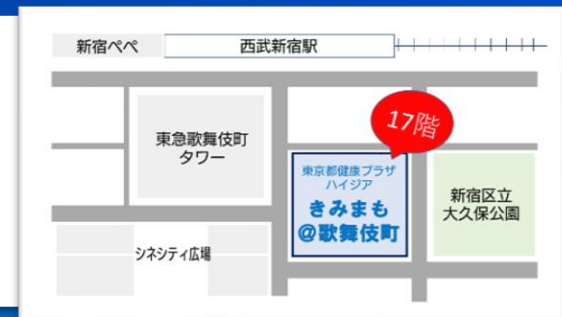 新宿ペペ
西武新宿駅
東急歌舞伎町
タワー
17階
東京都健康プラザ
ハイジア
きみまも
@歌舞伎町
新宿区立
大久保公園
シネシティ広場